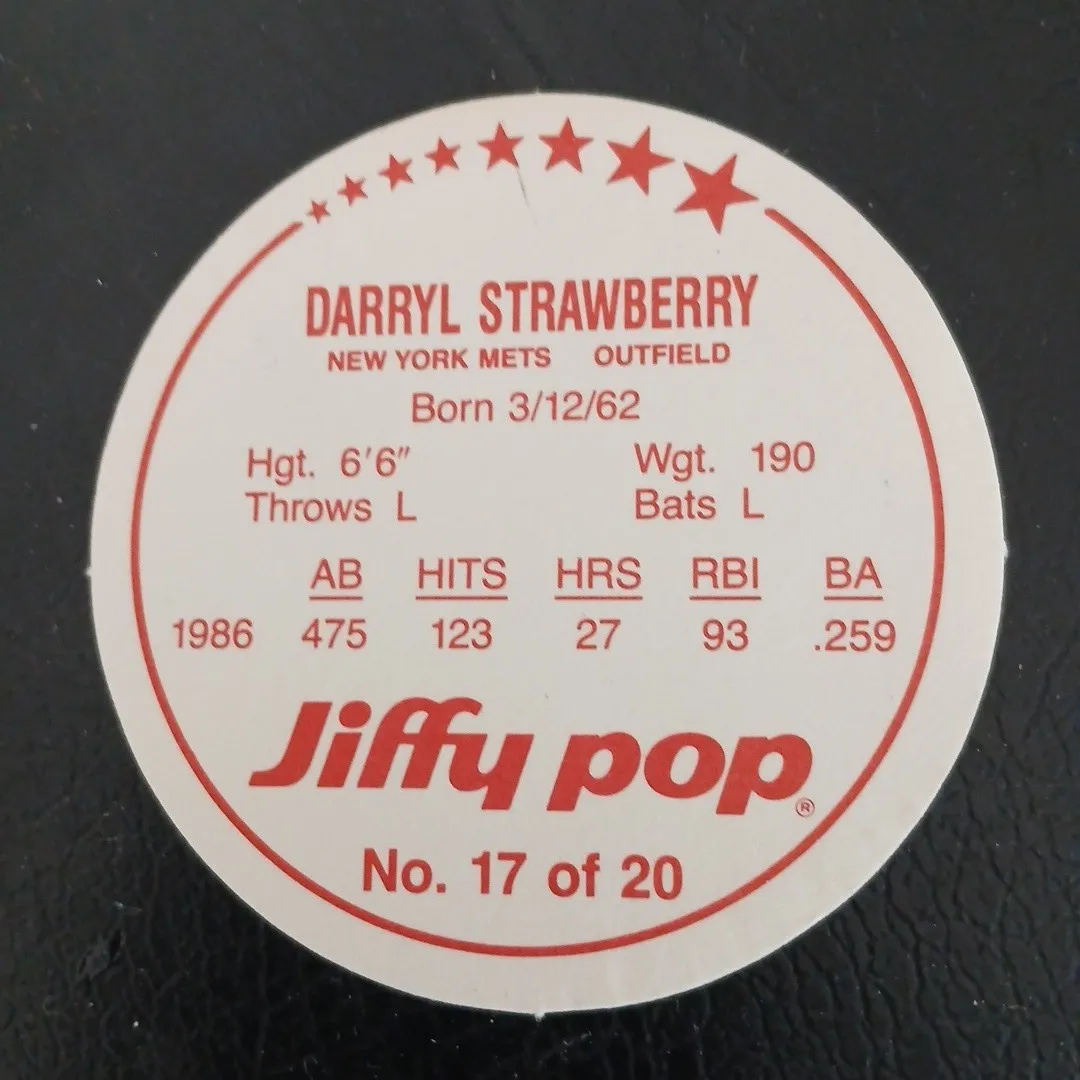 DARRYL STRAWBERRY
NEW YORK METS OUTFIELD
Born 3/12/62
Hgt. 6'6" Wgt. 190
Throws L Bats L
AB HITS HRS RBI BA
1986 475 123 27 93 .259
Jiffy pop®
No. 17 of 20